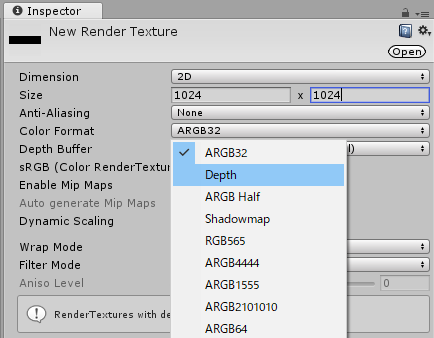 Inspector
New Render Texture
Open
Dimension 2D
Size 1024 x 1024
Anti-Aliasing None
Color Format ARGB32
Depth Buffer l)
sRGB (Color RenderTextur
Enable Mip Maps
Auto generate Mip Maps
Dynamic Scaling
Wrap Mode
Filter Mode
Aniso Level 0
RenderTextures with de
ARGB32
Depth
ARGB Half
Shadowmap
RGB565
ARGB4444
ARGB1555
ARGB2101010
ARGB64